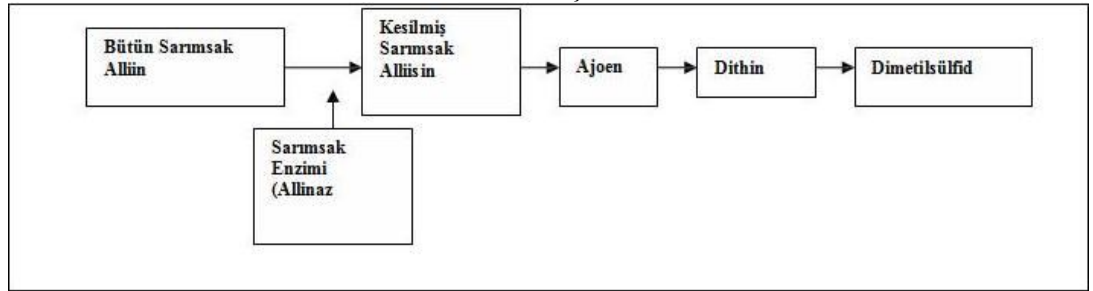 Bütün Sarımsak
Alliin
Kesilmiş
Sarımsak
Alliisin
Ajoen
Dithin
Dimetilsülfid
Sarımsak
Enzimi
(Allinaz